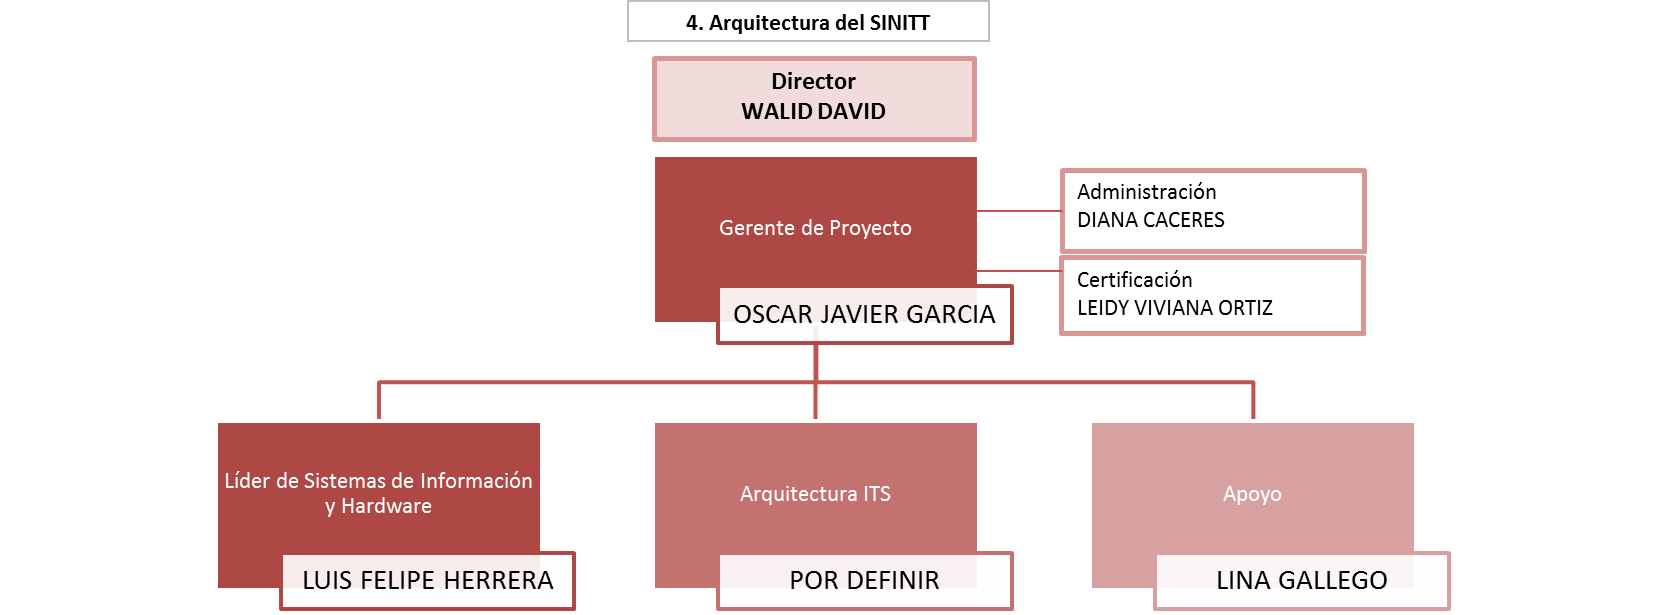 4. Arquitectura del SINITT
Director
WALID DAVID
Gerente de Proyecto
OSCAR JAVIER GARCIA
Administración
DIANA CACERES
Certificación
LEIDY VIVIANA ORTIZ
Líder de Sistemas de Información
y Hardware
LUIS FELIPE HERRERA
Arquitectura ITS
POR DEFINIR
Apoyo
LINA GALLEGO